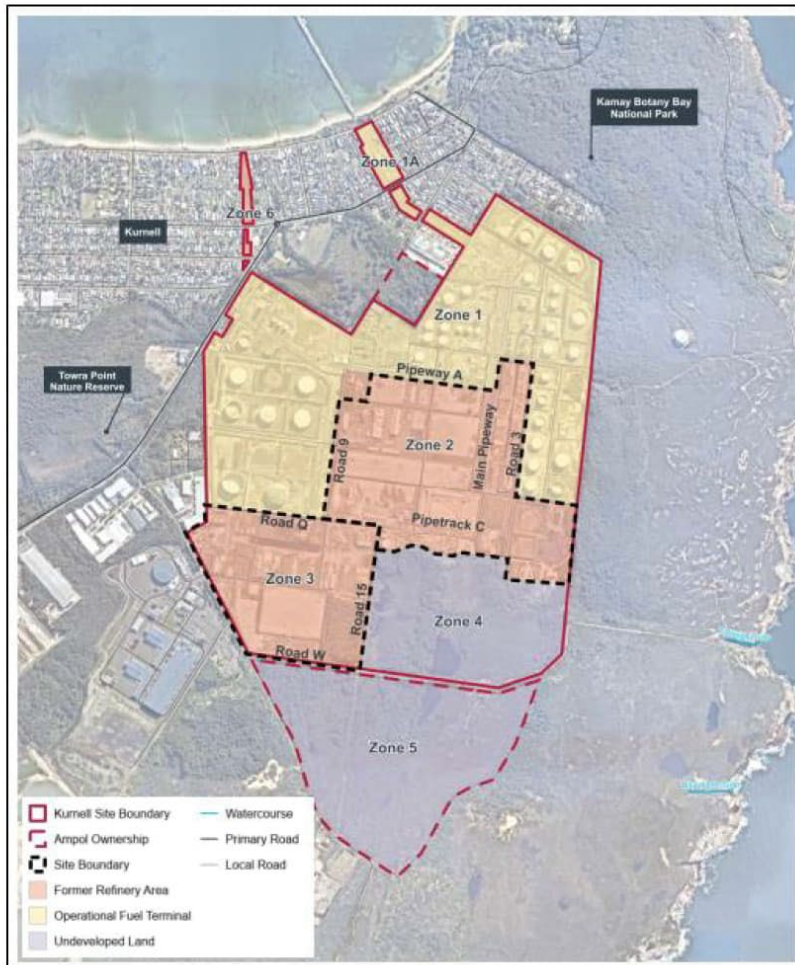 Kamay Botany Bay
National Park
Zone 1A
Zone 6
Kurnell
Zone 1
Towra Point
Nature Reserve
Pipeway A
Zone 2
Road 9
Main Pipeway
Road 3
Road Q
Pipetrack C
Zone 3
Road 15
Zone 4
Road W
Zone 5
Kurnell Site Boundary
Watercourse
Ampol Ownership
Primary Road
Site Boundary
Local Road
Former Refinery Area
Operational Fuel Terminal
Undeveloped Land